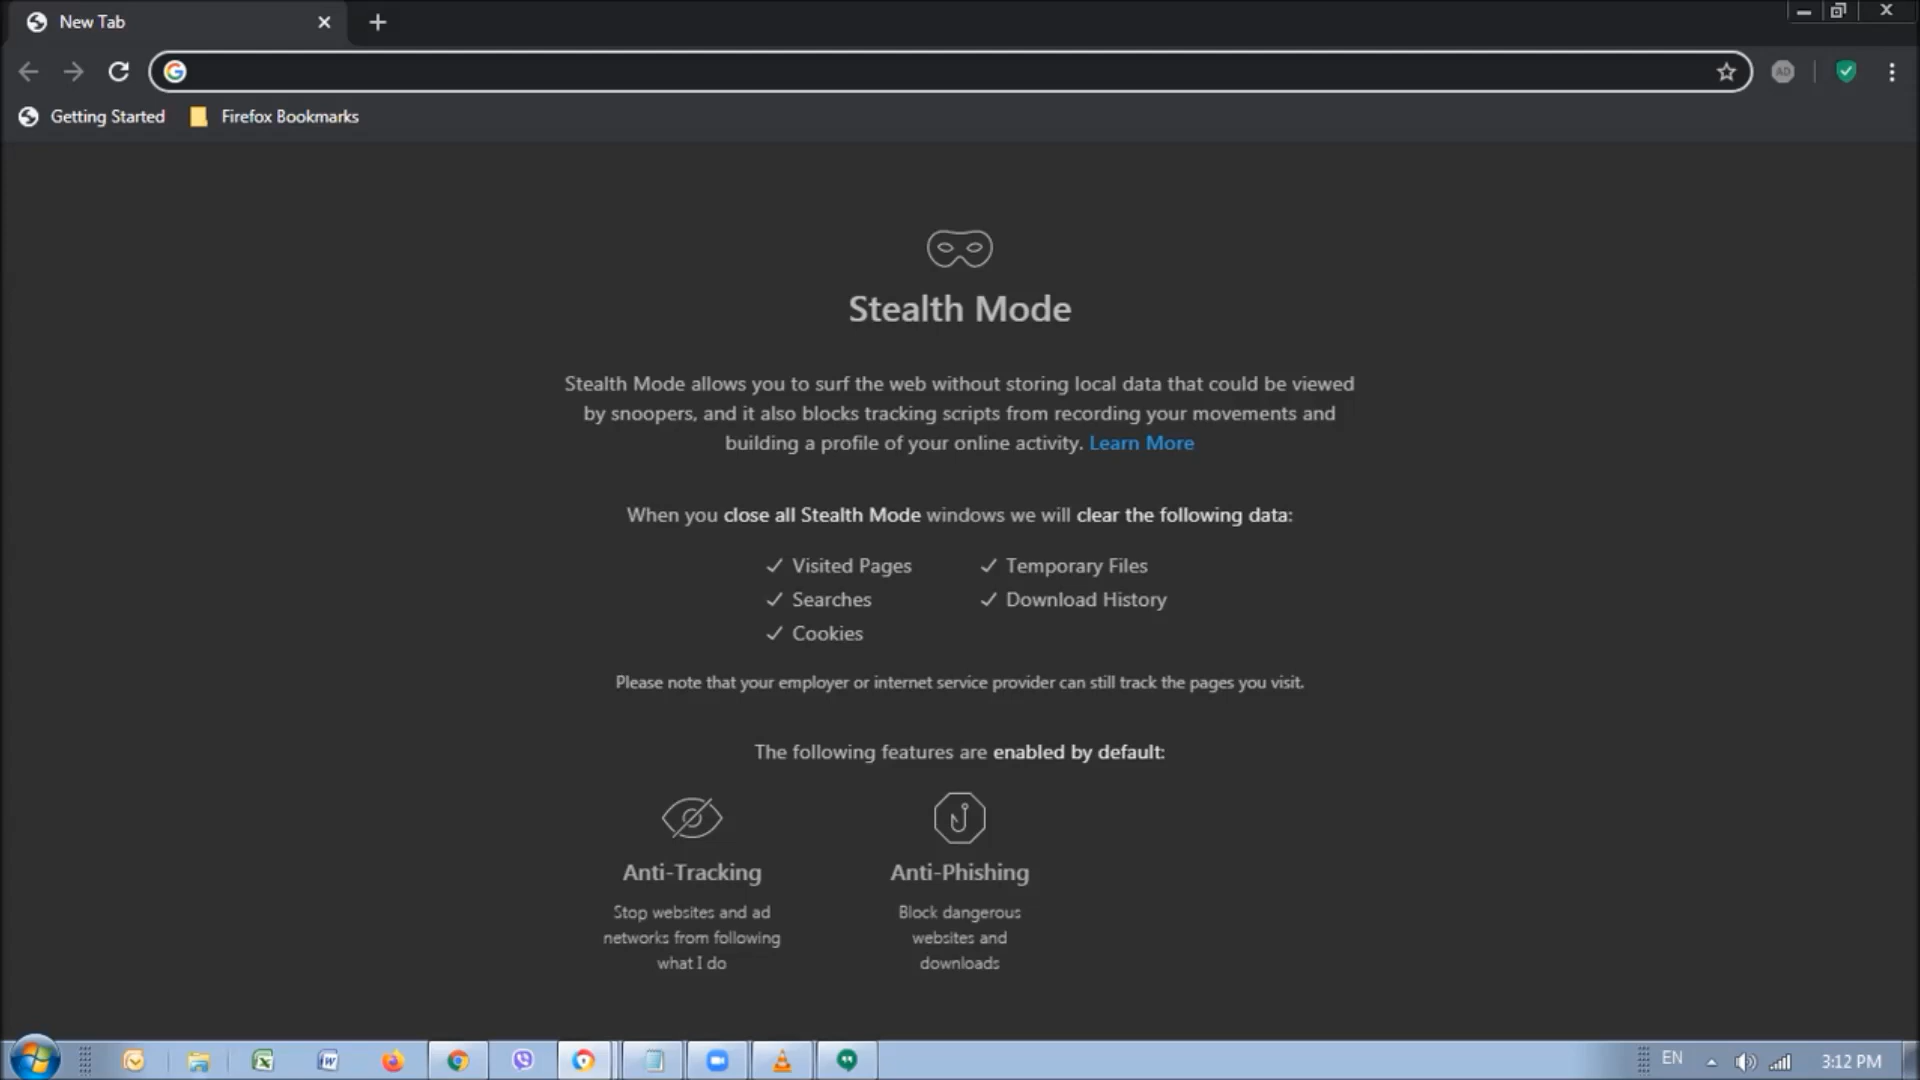 New Tab
Getting Started
Firefox Bookmarks
AD
Stealth Mode
Stealth Mode allows you to surf the web without storing local data that could be viewed
by snoopers, and it also blocks tracking scripts from recording your movements and
building a profile of your online activity. Learn More
When you close all Stealth Mode windows we will clear the following data:
Visited Pages
Temporary Files
Searches
Download History
Cookies
Please note that your employer or internet service provider can still track the pages you visit.
The following features are enabled by default:
Anti-Tracking
Stop websites and ad
networks from following
what I do
Anti-Phishing
Block dangerous
websites and
downloads
EN
3:12 PM